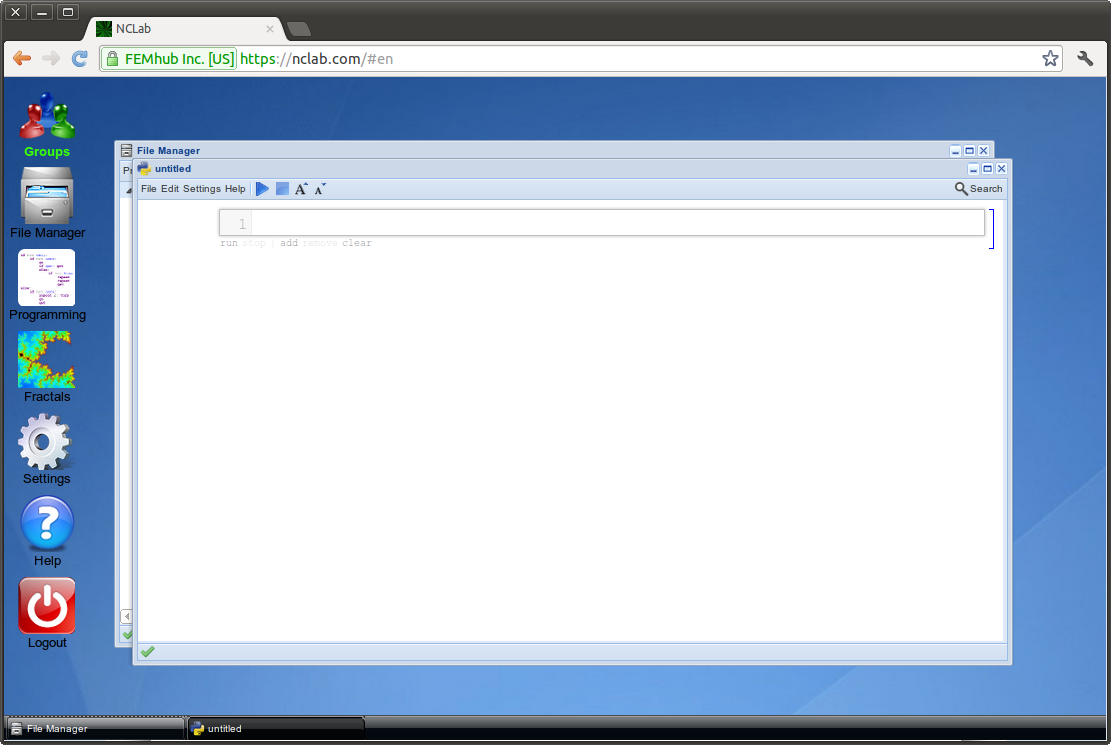 NCLab
FEMhub Inc. [US] https://nclab.com/#en
Groups
File Manager
Programming
Fractals
Settings
Help
Logout
File Manager
untitled
File Edit Settings Help
A A
Search
1
run stop | add remove clear
File Manager
untitled